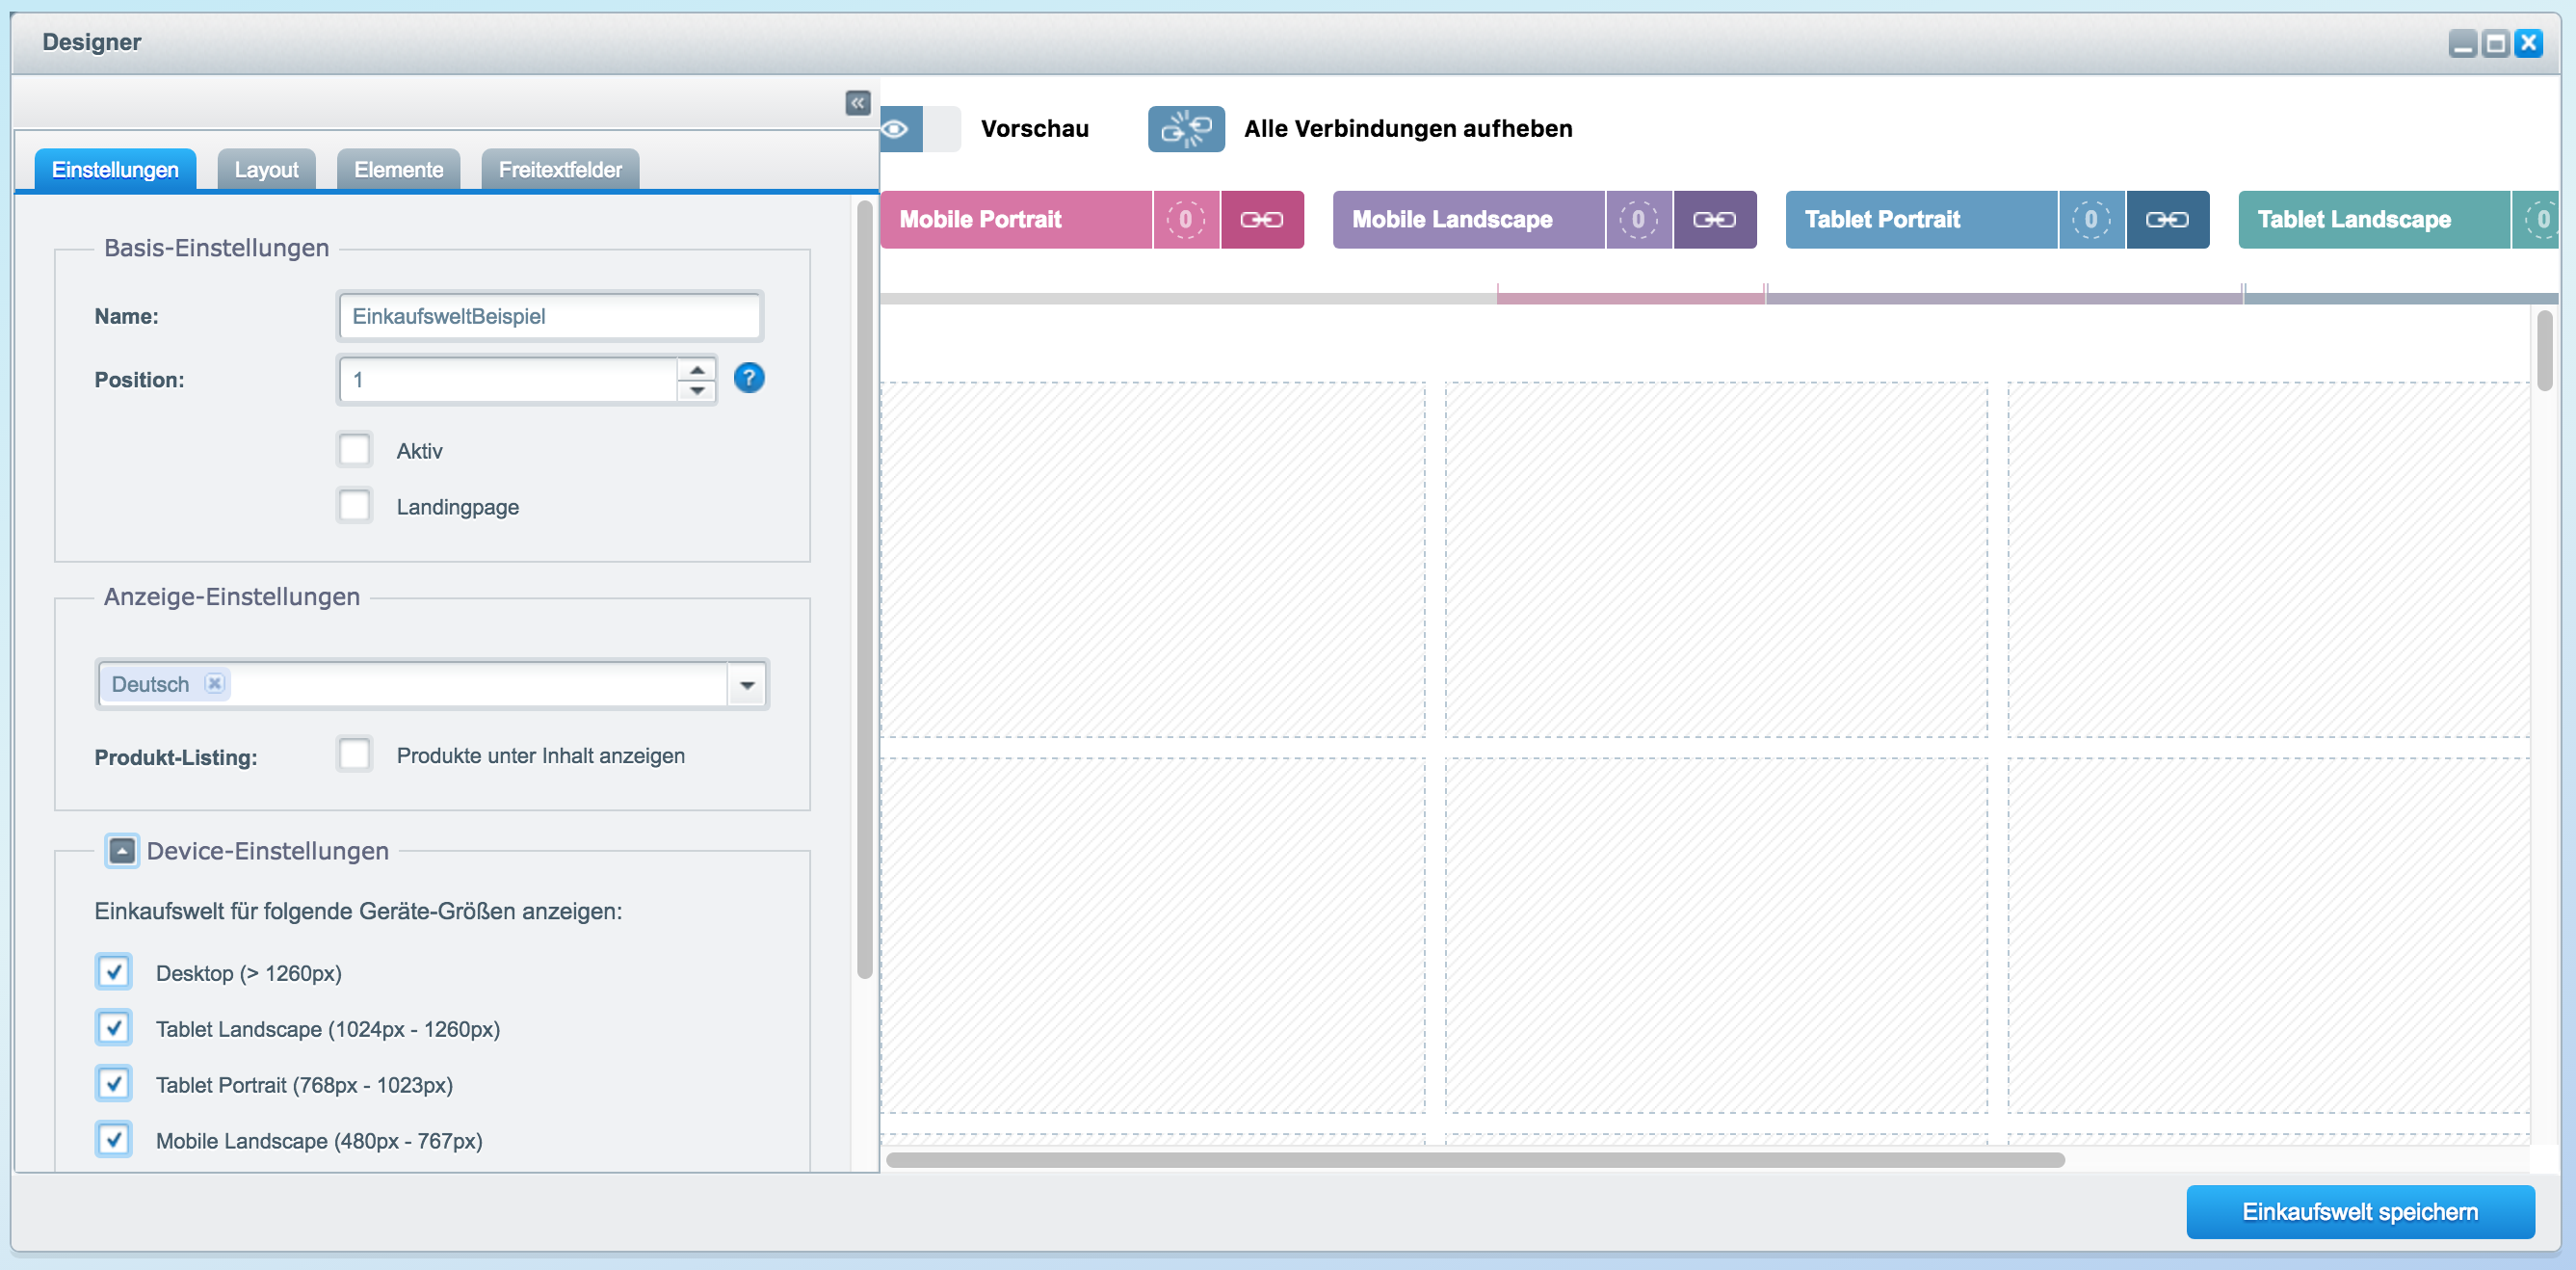 Designer
Vorschau
Alle Verbindungen aufheben
Einstellungen
Layout
Elemente
Freitextfelder
Mobile Portrait 0
Mobile Landscape 0
Tablet Portrait 0
Tablet Landscape 0
Basis-Einstellungen
Name: EinkaufsweltBeispiel
Position: 1 ?
Aktiv
Landingpage
Anzeige-Einstellungen
Deutsch
Produkt-Listing: Produkte unter Inhalt anzeigen
Device-Einstellungen
Einkaufswelt für folgende Geräte-Größen anzeigen:
Desktop (> 1260px)
Tablet Landscape (1024px - 1260px)
Tablet Portrait (768px - 1023px)
Mobile Landscape (480px - 767px)
Einkaufswelt speichern